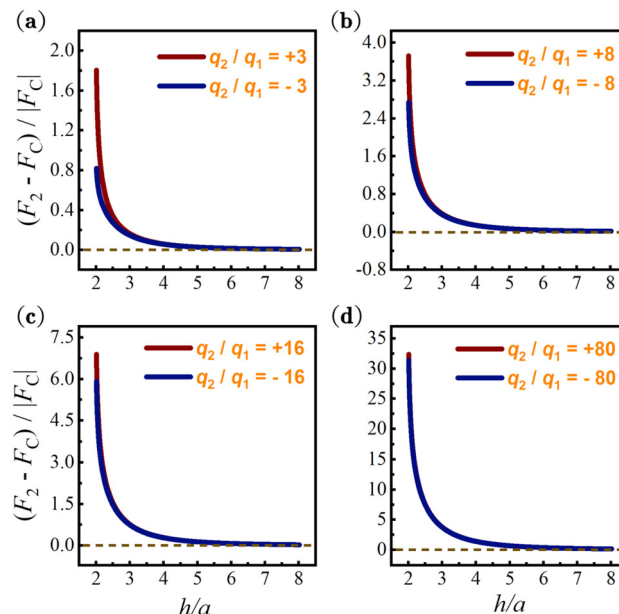 (a)
(F₂ - F_C) / |F_C|
2.0
1.6
1.2
0.8
0.4
0.0
q₂ / q₁ = +3
q₂ / q₁ = - 3
2 3 4 5 6 7 8
(b)
4.0
3.2
2.4
1.6
0.8
0.0
-0.8
q₂ / q₁ = +8
q₂ / q₁ = - 8
2 3 4 5 6 7 8
(c)
(F₂ - F_C) / |F_C|
7.5
6.0
4.5
3.0
1.5
0.0
q₂ / q₁ = +16
q₂ / q₁ = - 16
2 3 4 5 6 7 8
h/a
(d)
35
30
25
20
15
10
5
0
q₂ / q₁ = +80
q₂ / q₁ = - 80
2 3 4 5 6 7 8
h/a